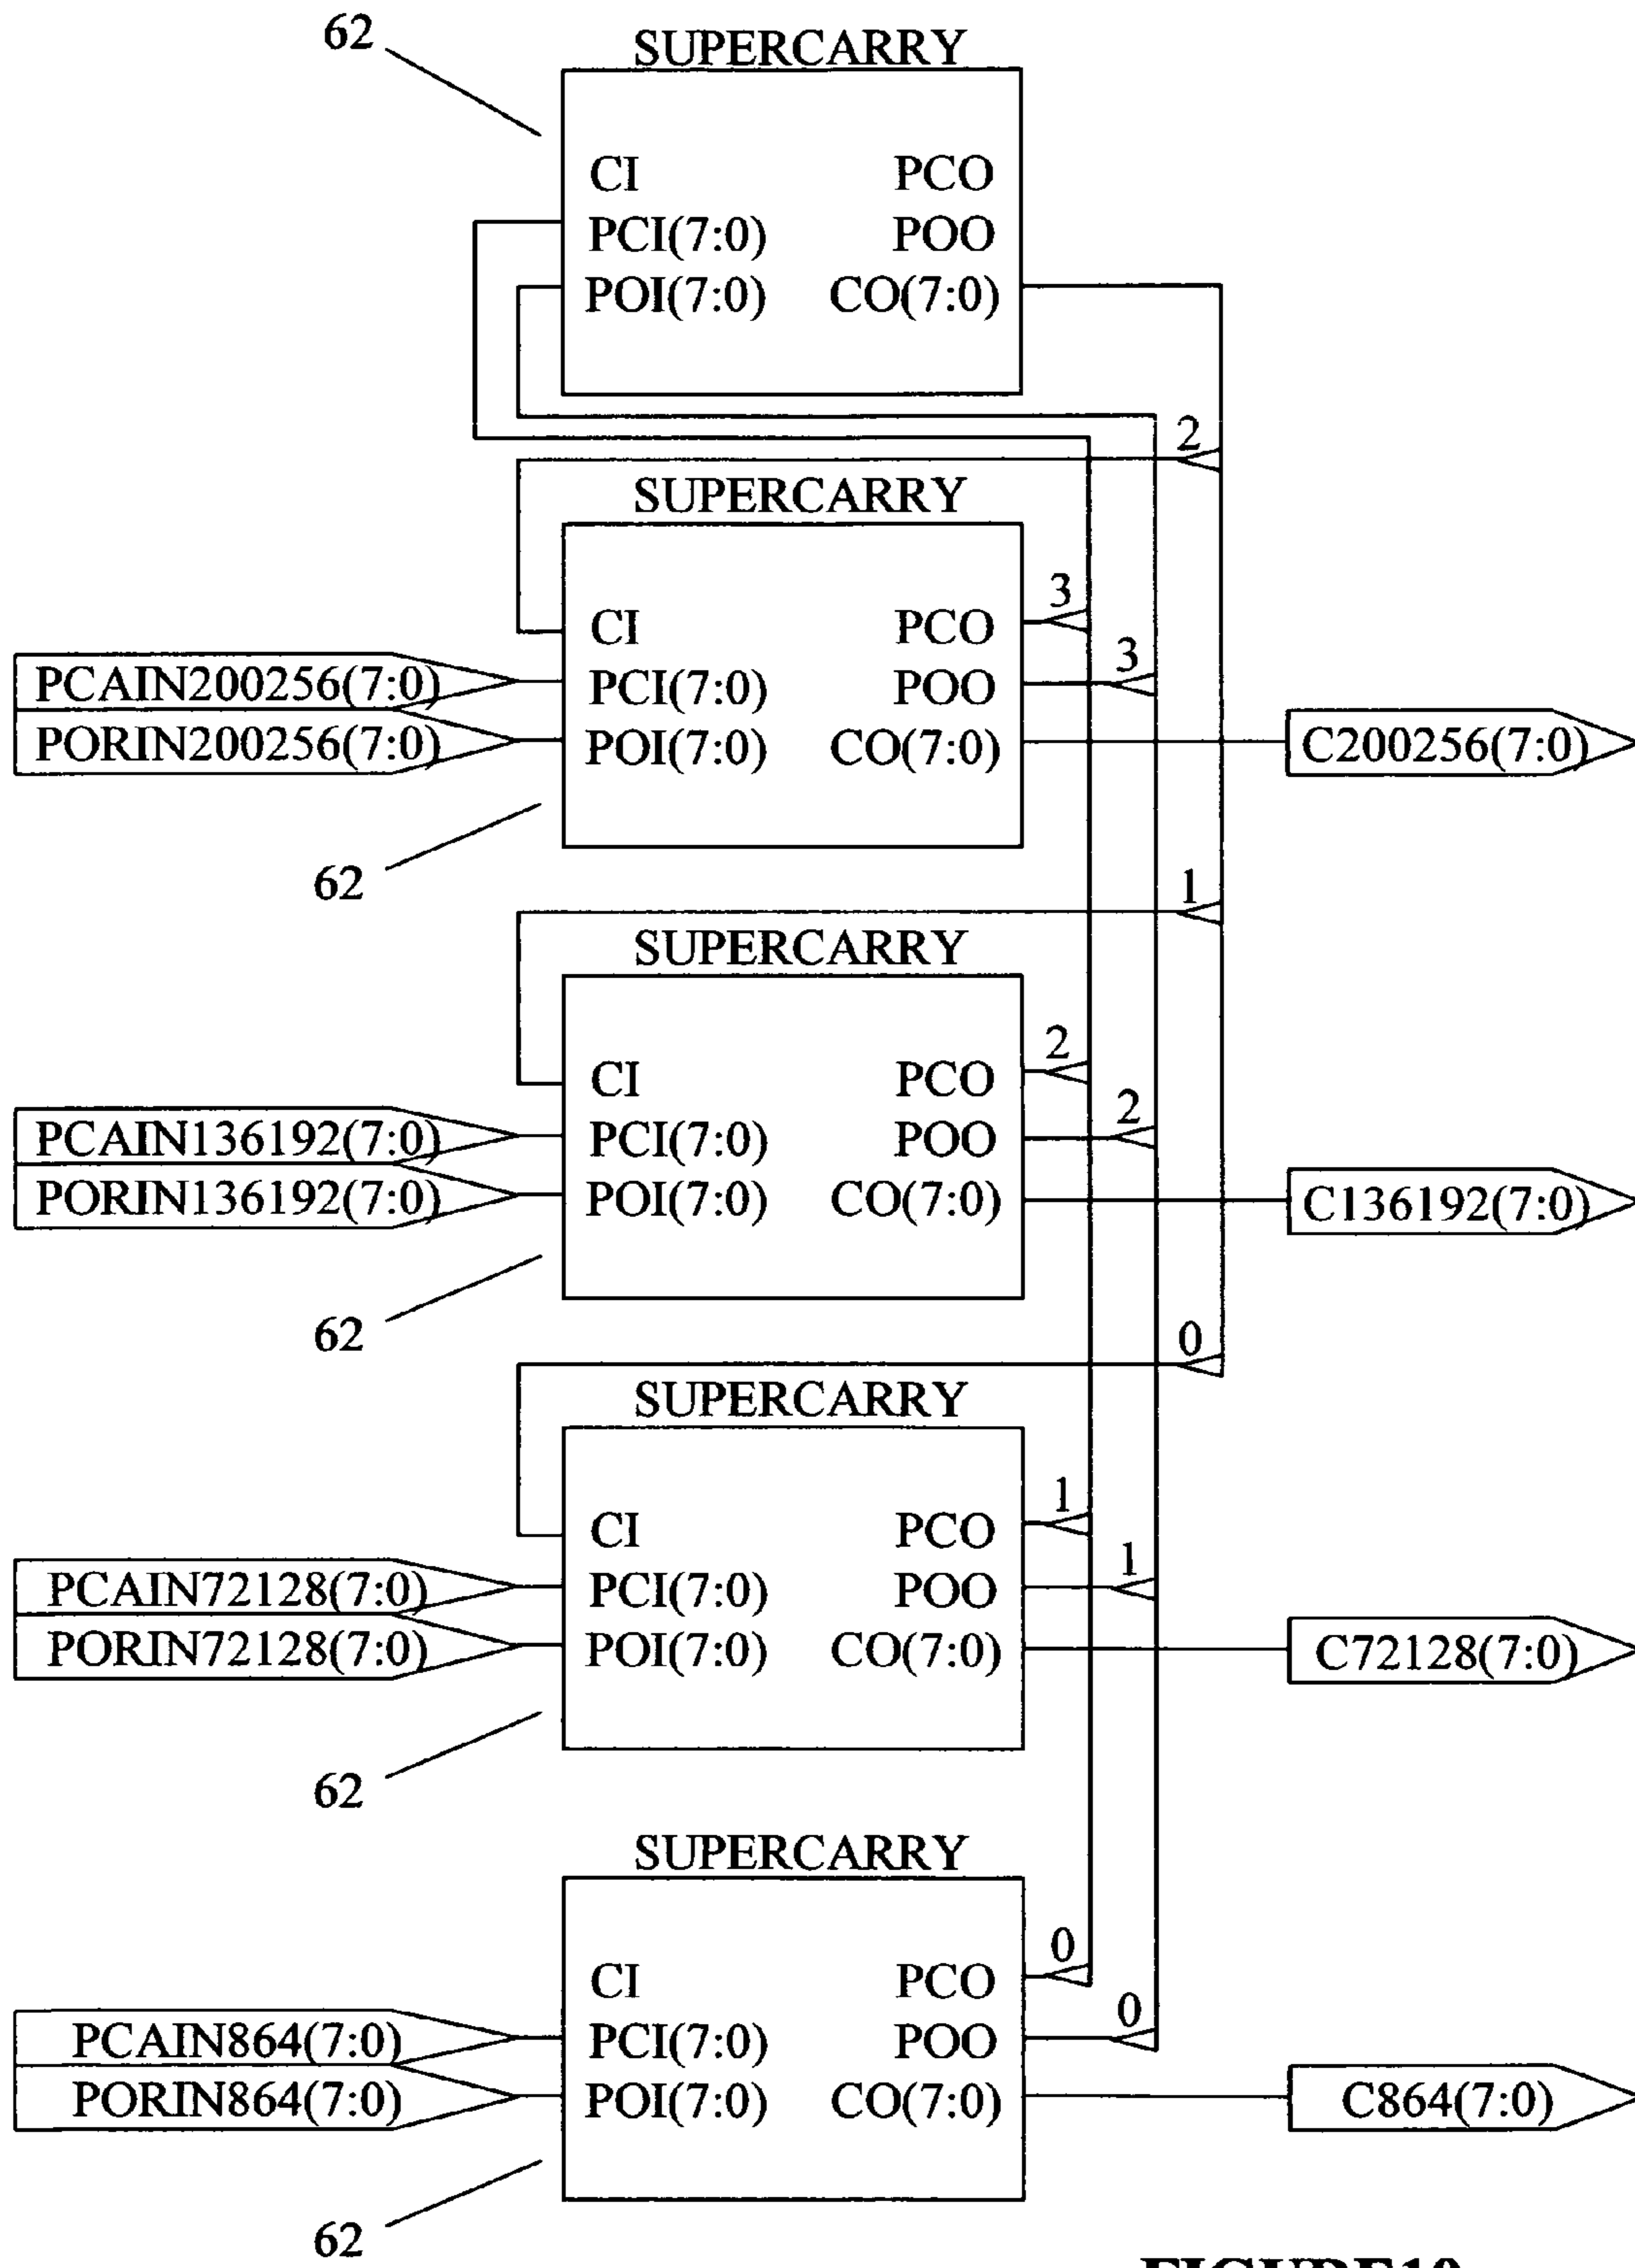 62
SUPERCARRY
CI PCO
PCI(7:0) POO
POI(7:0) CO(7:0)
2
SUPERCARRY
3
CI PCO
3
PCAIN200256(7:0) PCI(7:0) POO
PORIN200256(7:0) POI(7:0) CO(7:0) C200256(7:0)
62
1
SUPERCARRY
2
CI PCO
2
PCAIN136192(7:0) PCI(7:0) POO
PORIN136192(7:0) POI(7:0) CO(7:0) C136192(7:0)
62
0
SUPERCARRY
1
CI PCO
1
PCAIN72128(7:0) PCI(7:0) POO
PORIN72128(7:0) POI(7:0) CO(7:0) C72128(7:0)
62
SUPERCARRY
0
CI PCO
0
PCAIN864(7:0) PCI(7:0) POO
PORIN864(7:0) POI(7:0) CO(7:0) C864(7:0)
62